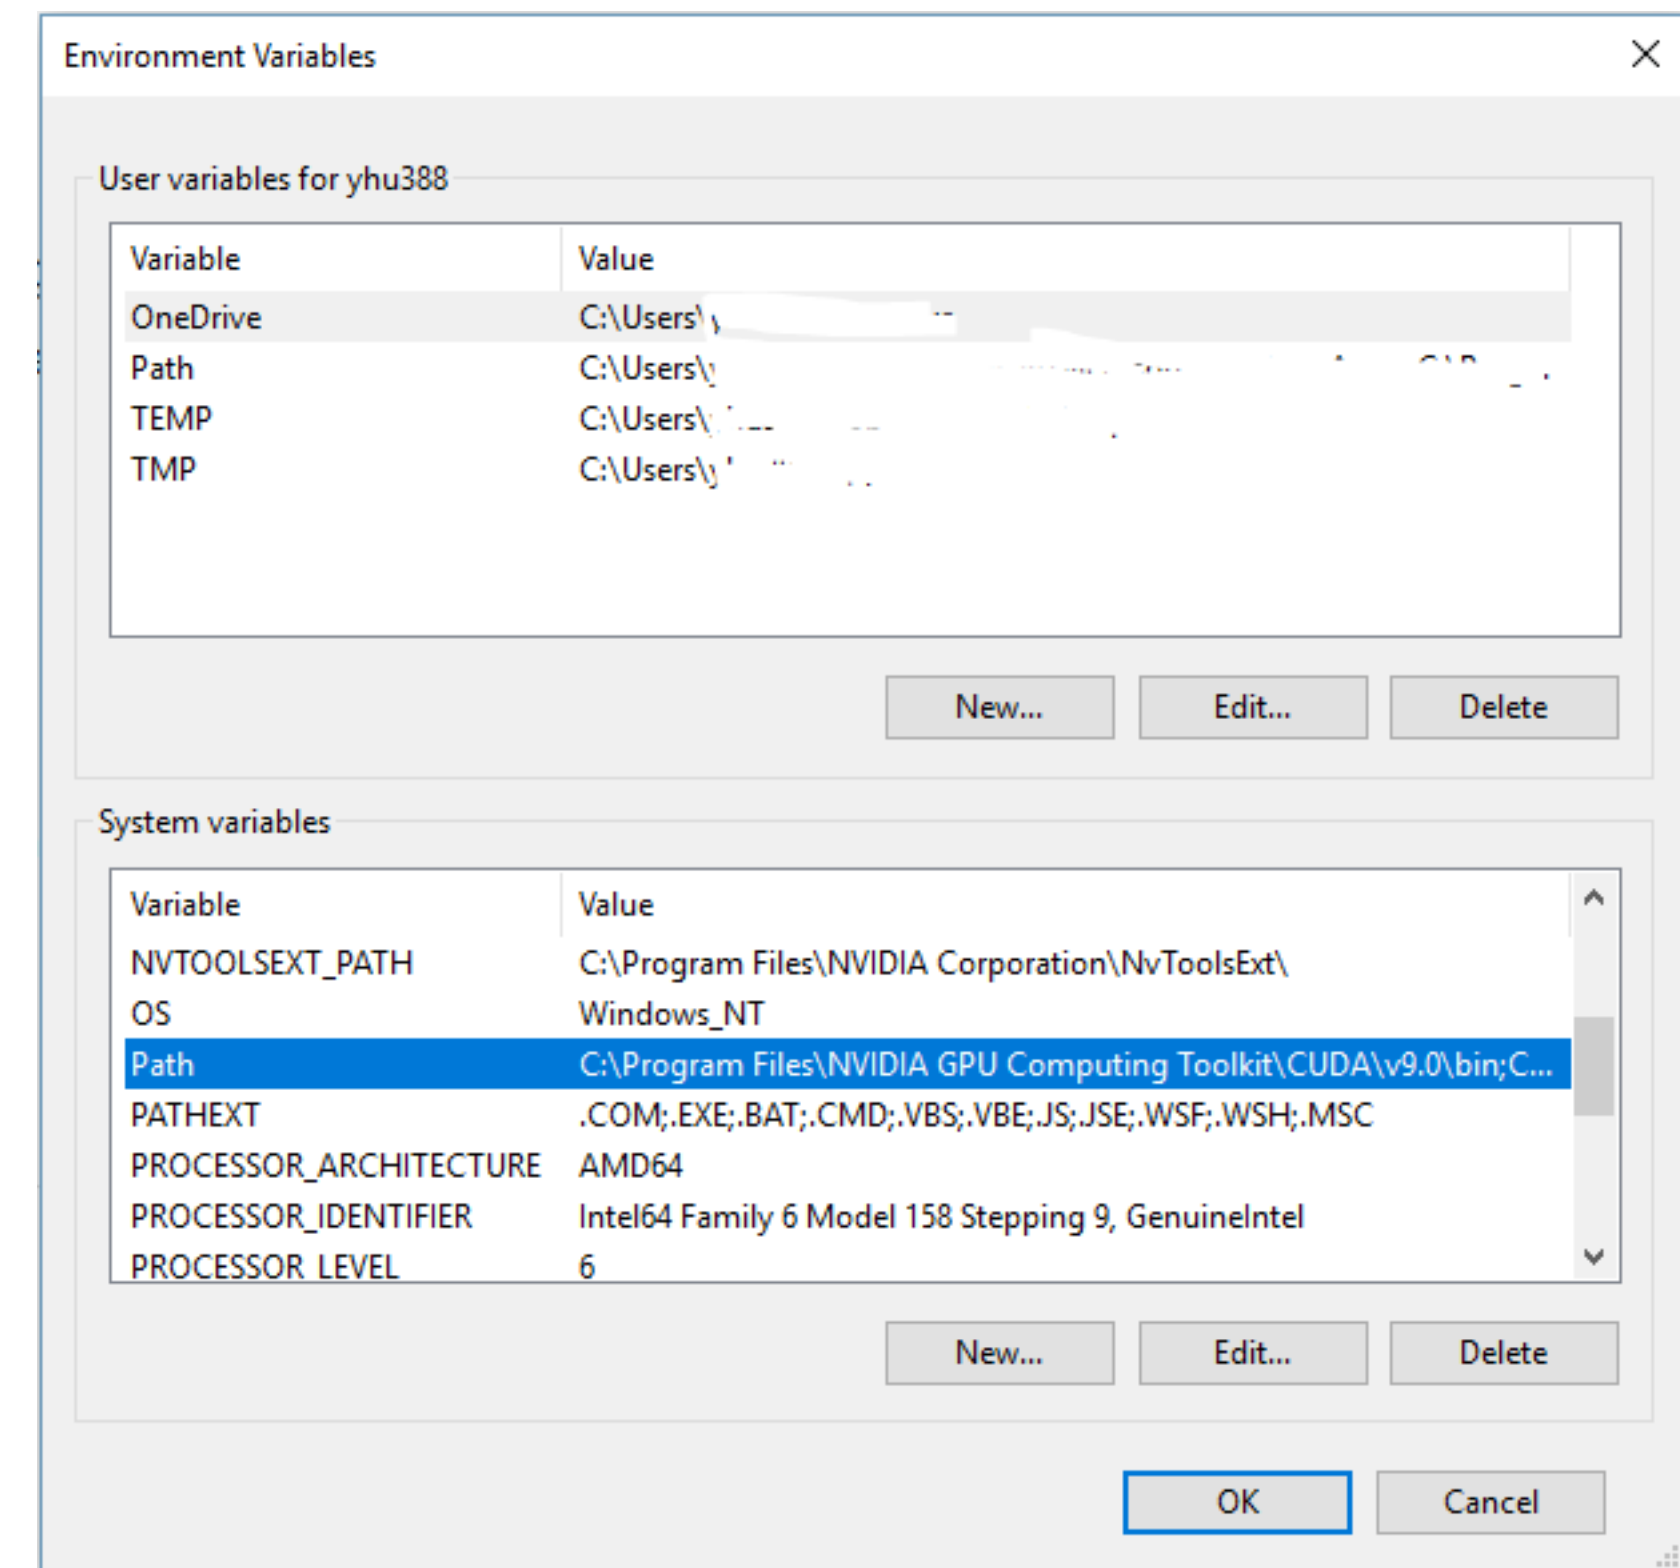 Environment Variables
User variables for yhu388
Variable Value
OneDrive C:\Users\
Path C:\Users\
TEMP C:\Users\
TMP C:\Users\
New... Edit... Delete
System variables
Variable Value
NVTOOLSEXT_PATH C:\Program Files\NVIDIA Corporation\NvToolsExt\
OS Windows_NT
Path C:\Program Files\NVIDIA GPU Computing Toolkit\CUDA\v9.0\bin;C...
PATHEXT .COM;.EXE;.BAT;.CMD;.VBS;.VBE;.JS;.JSE;.WSF;.WSH;.MSC
PROCESSOR_ARCHITECTURE AMD64
PROCESSOR_IDENTIFIER Intel64 Family 6 Model 158 Stepping 9, GenuineIntel
PROCESSOR_LEVEL 6
New... Edit... Delete
OK Cancel